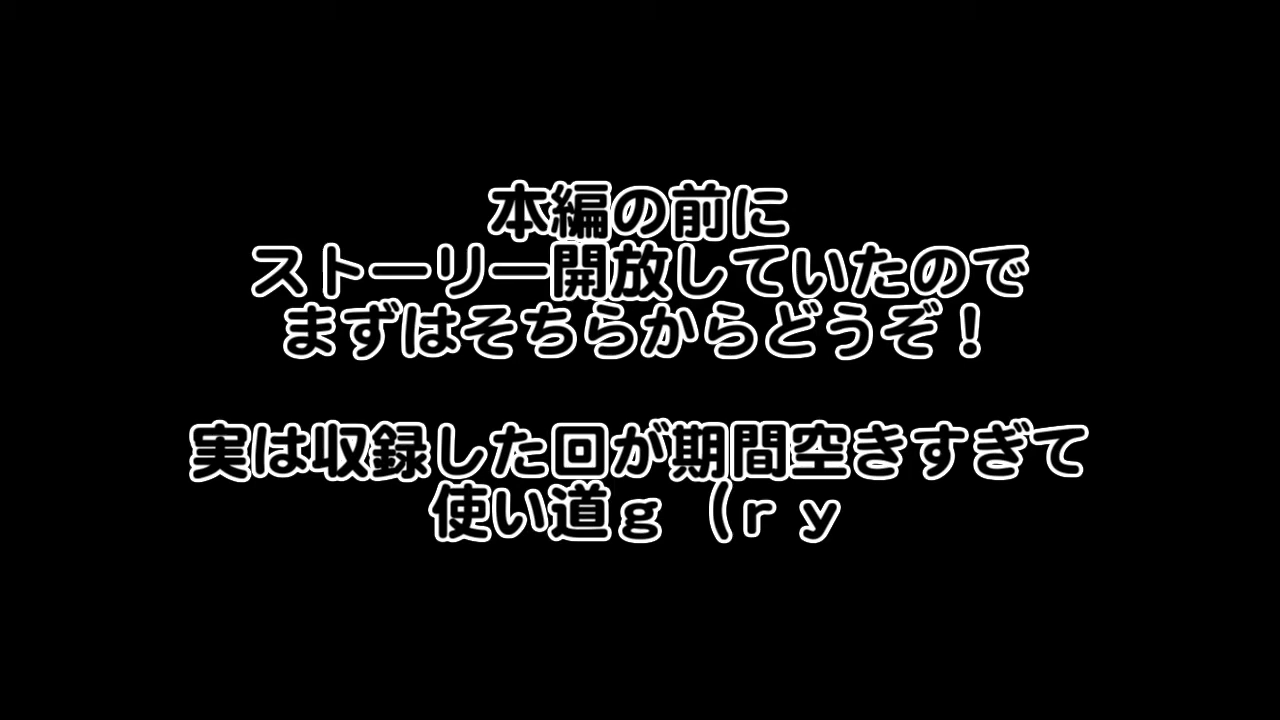 本編の前に
ストーリー開放していたので
まずはそちらからどうぞ！
実は収録した回が期間空きすぎて
使い道ｇ（ｒｙ